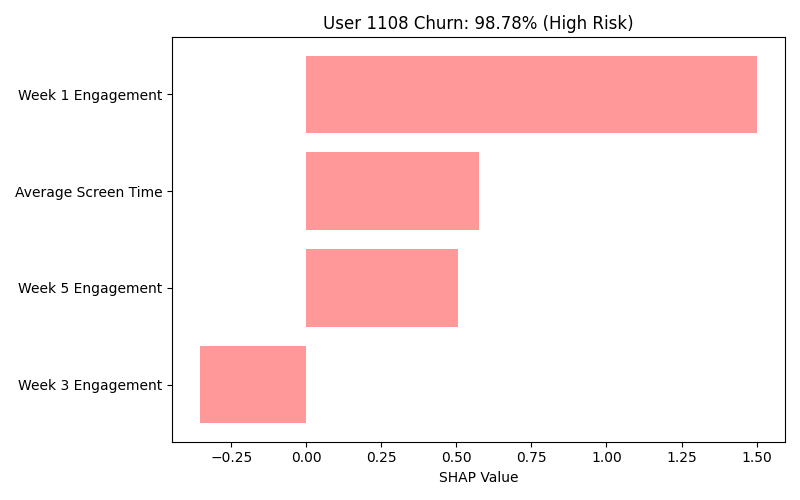 User 1108 Churn: 98.78% (High Risk)
Week 1 Engagement
Average Screen Time
Week 5 Engagement
Week 3 Engagement
−0.25 0.00 0.25 0.50 0.75 1.00 1.25 1.50
SHAP Value